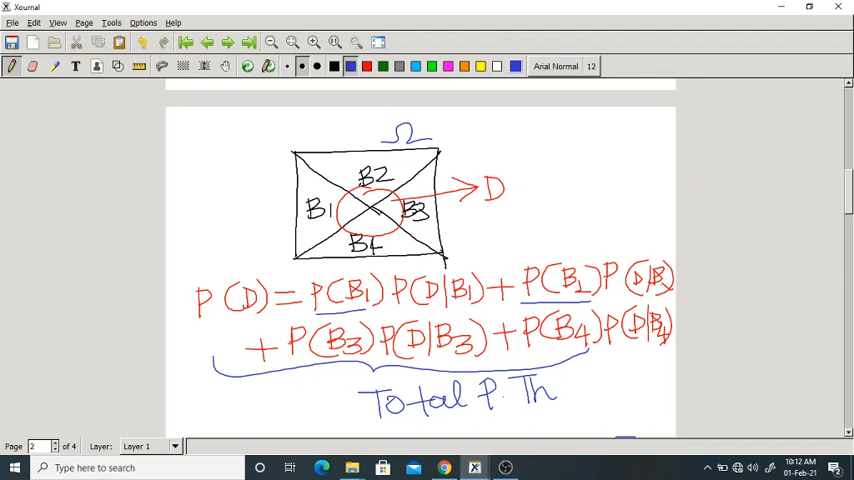 Xournal
File Edit View Page Tools Options Help
Arial Normal 12
Ω
B2
B1 B3 D
B4
P(D) = P(B1) P(D|B1) + P(B2) P(D|B2)
+ P(B3) P(D|B3) + P(B4) P(D|B4)
Total P. Th
Page 2 of 4 Layer: Layer 1
Type here to search
10:12 AM
01-Feb-21
2